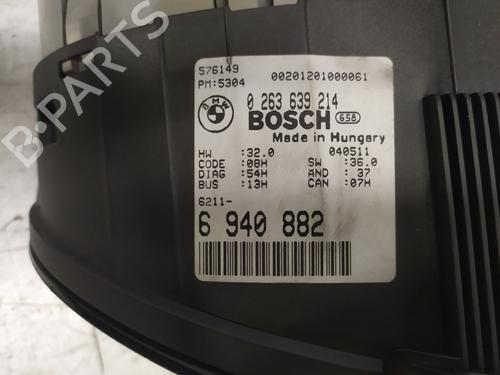 576149 00201201000061
PM:5304
BMW 0 263 639 214
BOSCH 658
Made in Hungary
HW :32.0 040511
CODE :08H SW :36.0
DIAG :54H AND : 37
BUS :13H CAN :07H
6211-
6 940 882
B-PARTS